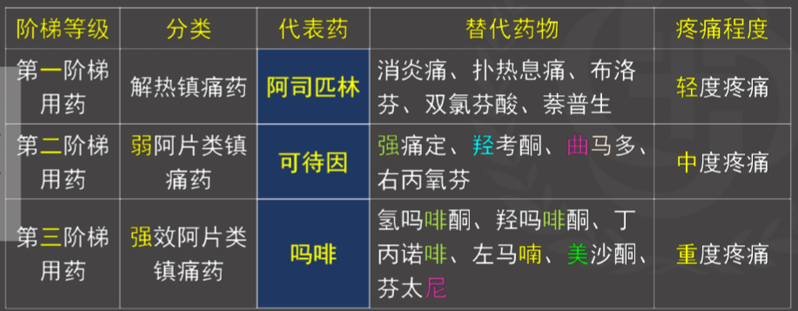 阶梯等级 分类 代表药 替代药物 疼痛程度
第一阶梯用药 解热镇痛药 阿司匹林 消炎痛、扑热息痛、布洛芬、双氯芬酸、萘普生 轻度疼痛
第二阶梯用药 弱阿片类镇痛药 可待因 强痛定、羟考酮、曲马多、右丙氧芬 中度疼痛
第三阶梯用药 强效阿片类镇痛药 吗啡 氢吗啡酮、羟吗啡酮、丁丙诺啡、左马喃、美沙酮、芬太尼 重度疼痛